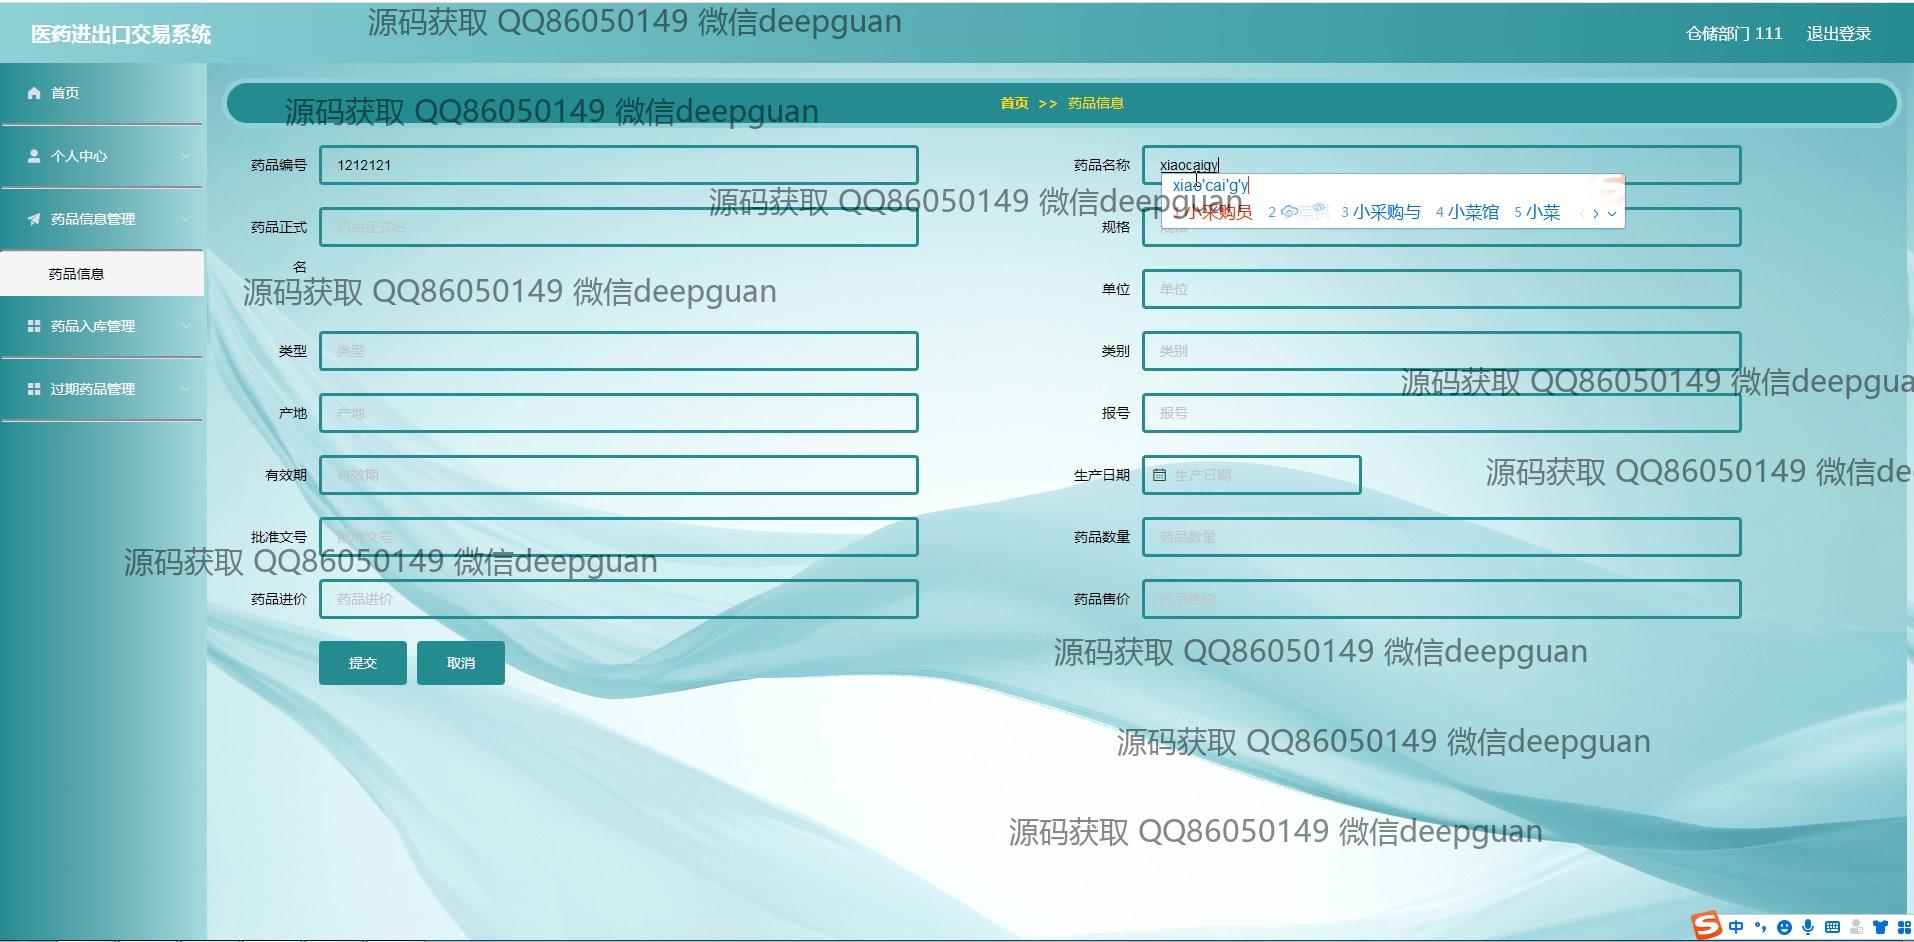 医药进出口交易系统
源码获取 QQ86050149 微信deepguan
仓储部门 111
退出登录
首页
个人中心
药品信息管理
药品信息
药品入库管理
过期药品管理
首页 >> 药品信息
源码获取 QQ86050149 微信deepguan
药品编号 1212121
药品名称 xiaocaigy
xiao'cai'g'y
1 小采购员 2 3 小采购与 4 小菜馆 5 小菜
源码获取 QQ86050149 微信deepguan
药品正式名 药品正式名
规格 规格
源码获取 QQ86050149 微信deepguan
单位 单位
类型 类型
类别 类别
源码获取 QQ86050149 微信deepgua
产地 产地
报号 报号
有效期 有效期
生产日期 生产日期
源码获取 QQ86050149 微信de
批准文号 批准文号
药品数量 药品数量
源码获取 QQ86050149 微信deepguan
药品进价 药品进价
药品售价 药品售价
提交 取消
源码获取 QQ86050149 微信deepguan
源码获取 QQ86050149 微信deepguan
源码获取 QQ86050149 微信deepguan
S 中